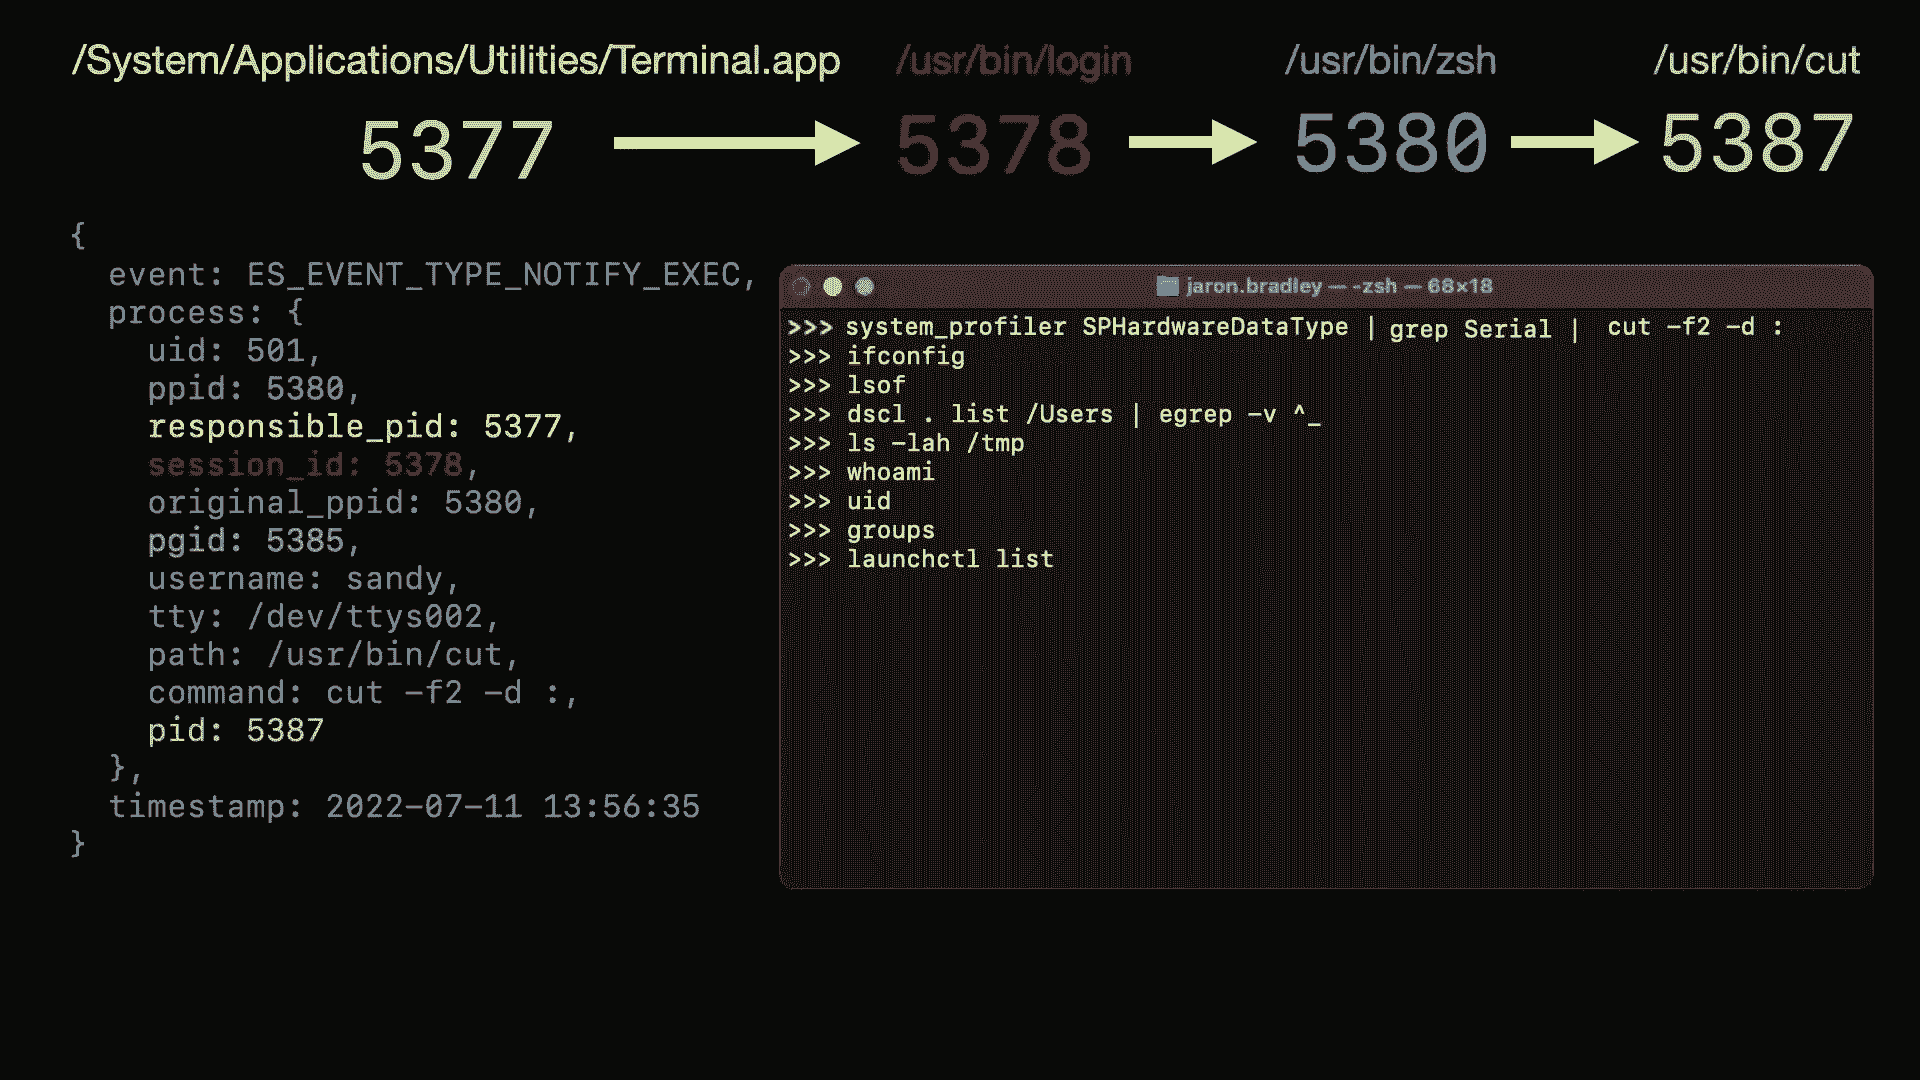 /System/Applications/Utilities/Terminal.app /usr/bin/login /usr/bin/zsh /usr/bin/cut
5377 5378 5380 5387
{
event: ES_EVENT_TYPE_NOTIFY_EXEC,
process: {
uid: 501,
ppid: 5380,
responsible_pid: 5377,
session_id: 5378,
original_ppid: 5380,
pgid: 5385,
username: sandy,
tty: /dev/ttys002,
path: /usr/bin/cut,
command: cut -f2 -d :,
pid: 5387
},
timestamp: 2022-07-11 13:56:35
}
jaron.bradley — -zsh — 68×18
>>> system_profiler SPHardwareDataType | grep Serial | cut -f2 -d :
>>> ifconfig
>>> lsof
>>> dscl . list /Users | egrep -v ^_
>>> ls -lah /tmp
>>> whoami
>>> uid
>>> groups
>>> launchctl list